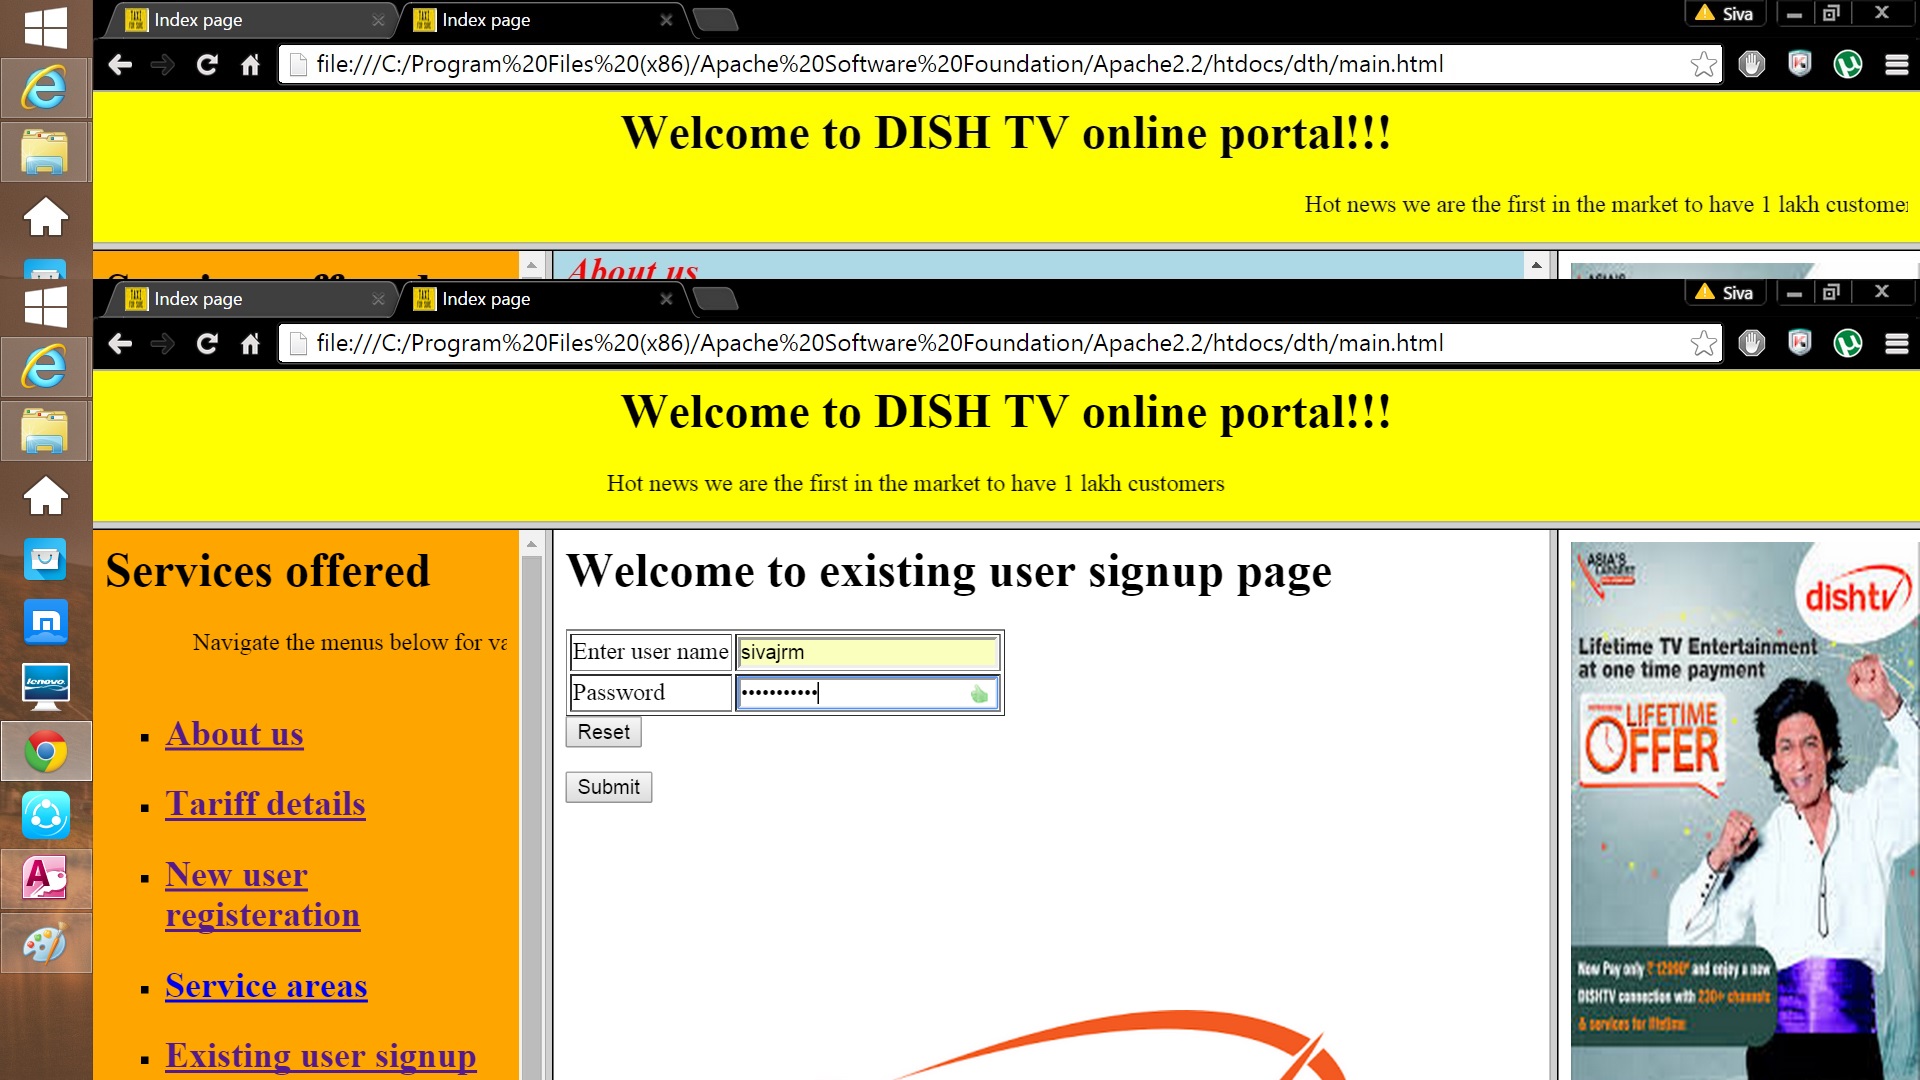 Index page
Index page
Siva
file:///C:/Program%20Files%20(x86)/Apache%20Software%20Foundation/Apache2.2/htdocs/dth/main.html
Welcome to DISH TV online portal!!!
Hot news we are the first in the market to have 1 lakh custome
Services offered
About us
Index page
Index page
Siva
file:///C:/Program%20Files%20(x86)/Apache%20Software%20Foundation/Apache2.2/htdocs/dth/main.html
Welcome to DISH TV online portal!!!
Hot news we are the first in the market to have 1 lakh customers
Services offered
Navigate the menus below for va
About us
Tariff details
New user
registeration
Service areas
Existing user signup
Welcome to existing user signup page
Enter user name sivajrm
Password •••••••••••
Reset
Submit
ASIA'S
LARGEST
dishtv
Lifetime TV Entertainment
at one time payment
LIFETIME
OFFER
Now Pay only ₹ 12990* and enjoy a new
DISHTV connection with 230+ channels
& services for lifetime
lenovo